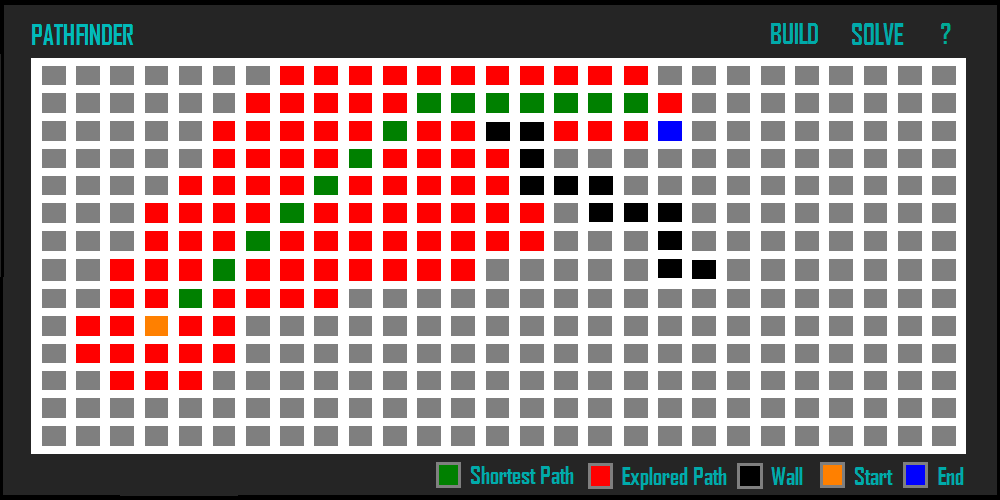 PATHFINDER BUILD SOLVE ?
Shortest Path Explored Path Wall Start End